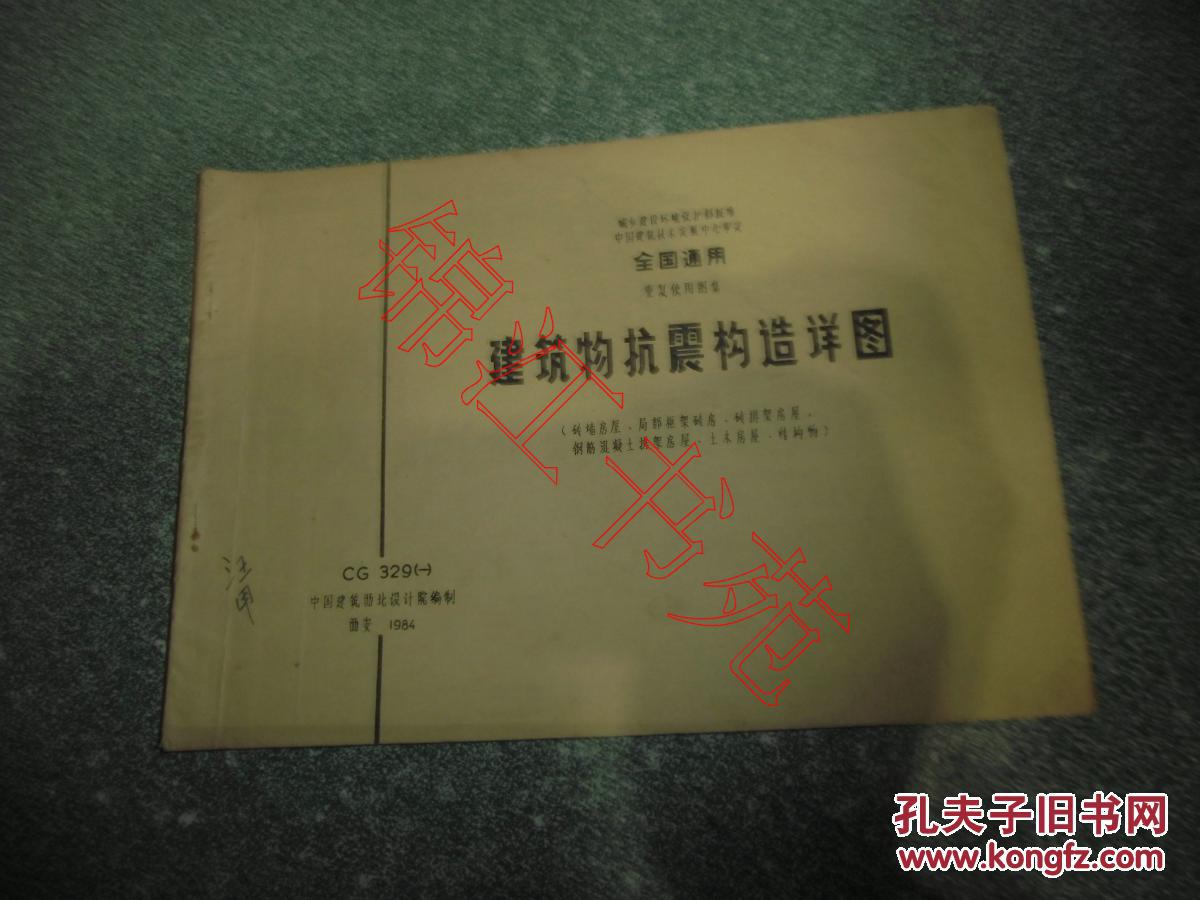 城乡建设环境保护部批准
中国建筑技术发展中心审定
全国通用
重复使用图集
建筑物抗震构造详图
(砖墙房屋、局部框架砖房、砖排架房屋、
钢筋混凝土排架房屋、土木房屋、结构物)
CG 329(一)
中国建筑西北设计院编制
西安 1984
锦江书苑
孔夫子旧书网
www.kongfz.com